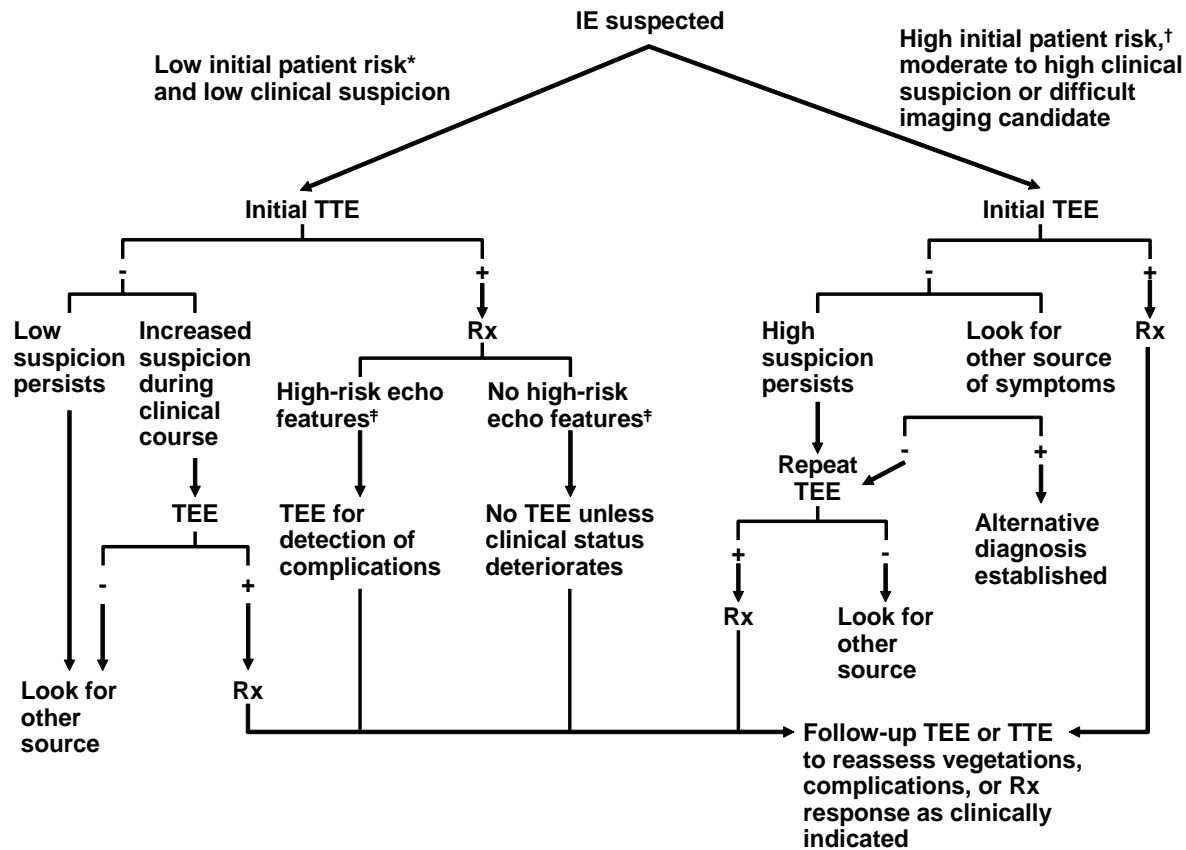 IE suspected
Low initial patient risk*
and low clinical suspicion
High initial patient risk,†
moderate to high clinical
suspicion or difficult
imaging candidate
Initial TTE
Initial TEE
-
+
-
+
Low
suspicion
persists
Increased
suspicion
during
clinical
course
Rx
High
suspicion
persists
Look for
other source
of symptoms
Rx
High-risk echo
features‡
No high-risk
echo features‡
-
+
Repeat
TEE
TEE
TEE for
detection of
complications
No TEE unless
clinical status
deteriorates
Alternative
diagnosis
established
-
+
+
-
Rx
Look for
other
source
Look for
other
source
Rx
Follow-up TEE or TTE
to reassess vegetations,
complications, or Rx
response as clinically
indicated